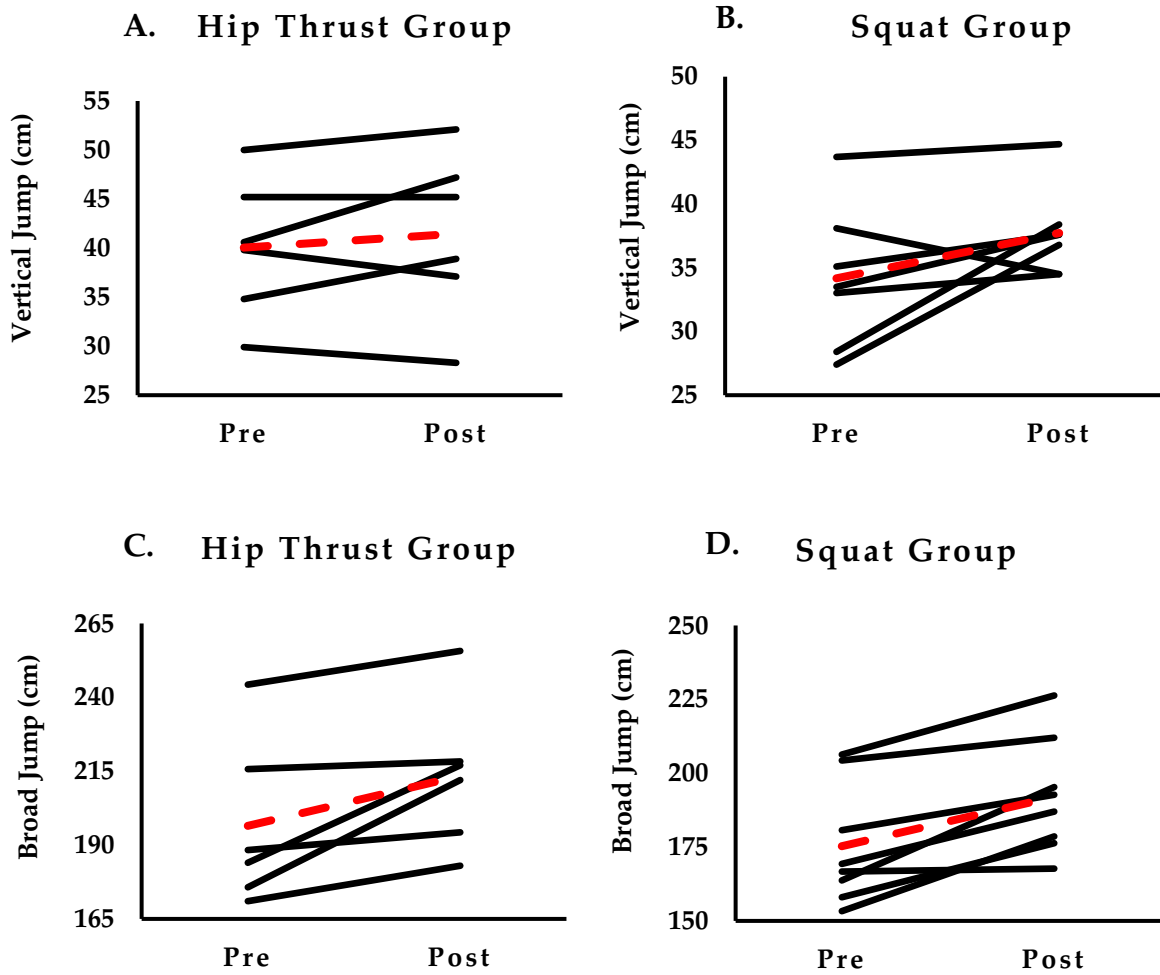 A. Hip Thrust Group
Vertical Jump (cm)
55
50
45
40
35
30
25
Pre Post
B. Squat Group
Vertical Jump (cm)
50
45
40
35
30
25
Pre Post
C. Hip Thrust Group
Broad Jump (cm)
265
240
215
190
165
Pre Post
D. Squat Group
Broad Jump (cm)
250
225
200
175
150
Pre Post